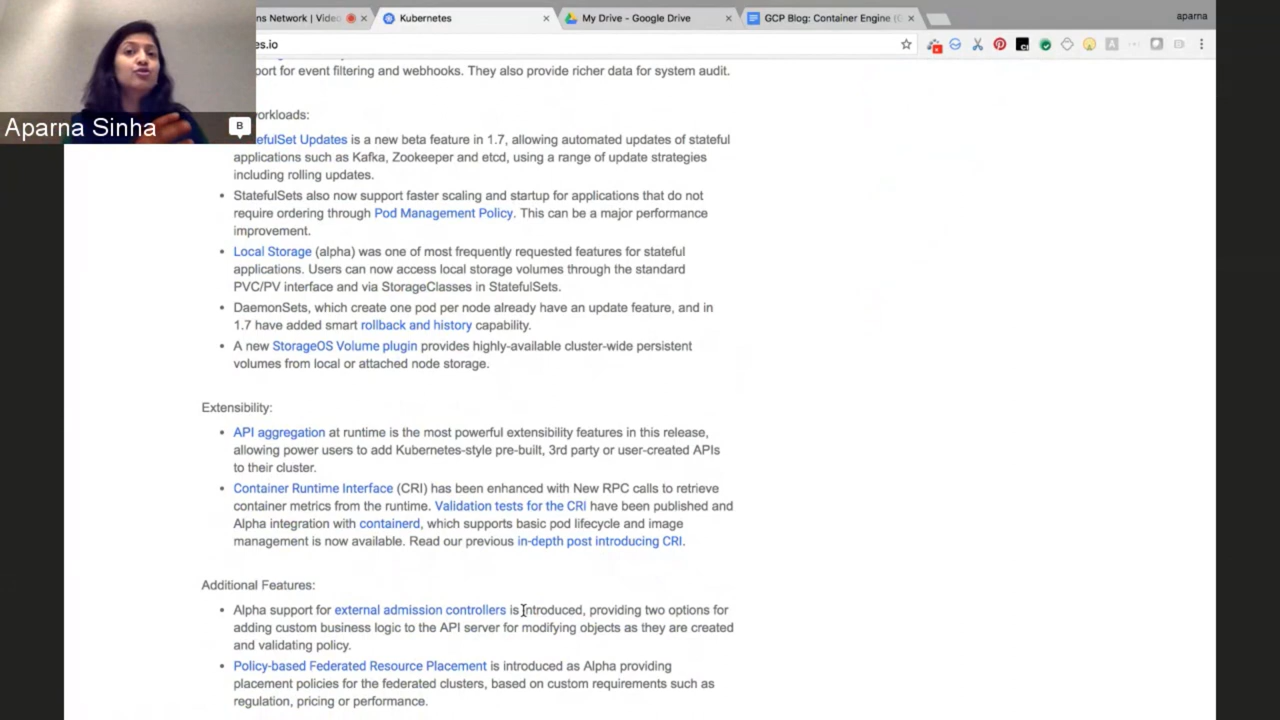 ns Network | Video
Kubernetes
My Drive - Google Drive
GCP Blog: Container Engine (
aparna
es.io
port for event filtering and webhooks. They also provide richer data for system audit.
Aparna Sinha
B
orkloads:
efulSet Updates is a new beta feature in 1.7, allowing automated updates of stateful
applications such as Kafka, Zookeeper and etcd, using a range of update strategies
including rolling updates.
• StatefulSets also now support faster scaling and startup for applications that do not
require ordering through Pod Management Policy. This can be a major performance
improvement.
• Local Storage (alpha) was one of most frequently requested features for stateful
applications. Users can now access local storage volumes through the standard
PVC/PV interface and via StorageClasses in StatefulSets.
• DaemonSets, which create one pod per node already have an update feature, and in
1.7 have added smart rollback and history capability.
• A new StorageOS Volume plugin provides highly-available cluster-wide persistent
volumes from local or attached node storage.
Extensibility:
• API aggregation at runtime is the most powerful extensibility features in this release,
allowing power users to add Kubernetes-style pre-built, 3rd party or user-created APIs
to their cluster.
• Container Runtime Interface (CRI) has been enhanced with New RPC calls to retrieve
container metrics from the runtime. Validation tests for the CRI have been published and
Alpha integration with containerd, which supports basic pod lifecycle and image
management is now available. Read our previous in-depth post introducing CRI.
Additional Features:
• Alpha support for external admission controllers is introduced, providing two options for
adding custom business logic to the API server for modifying objects as they are created
and validating policy.
• Policy-based Federated Resource Placement is introduced as Alpha providing
placement policies for the federated clusters, based on custom requirements such as
regulation, pricing or performance.